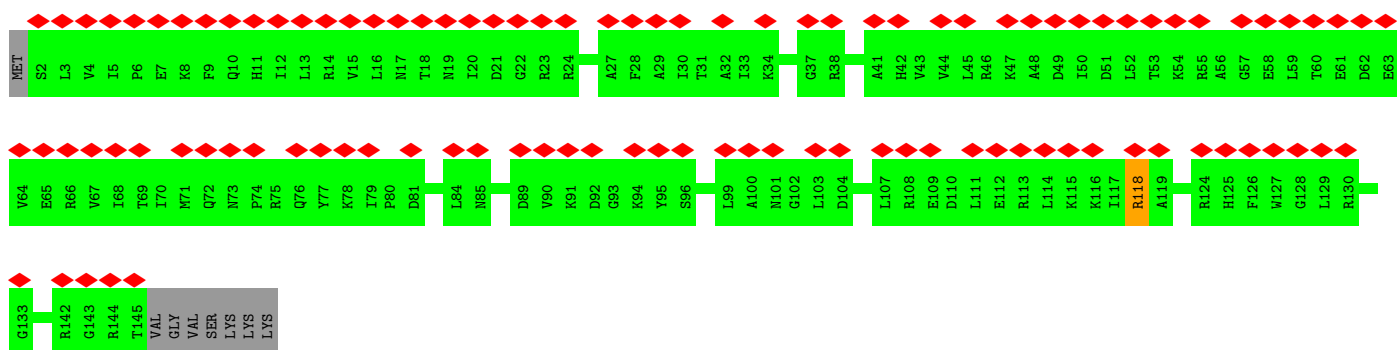 MET S2 L3 V4 I5 P6 E7 K8 F9 Q10 H11 I12 L13 R14 V15 L16 N17 T18 N19 I20 D21 G22 R23 R24 A27 F28 A29 I30 T31 A32 I33 K34 G37 R38 A41 H42 V43 V44 L45 R46 K47 A48 D49 I50 D51 L52 T53 K54 R55 A56 G57 E58 L59 T60 E61 D62 E63
V64 E65 R66 V67 I68 T69 I70 M71 Q72 N73 P74 R75 Q76 Y77 K78 I79 P80 D81 L84 N85 D89 V90 K91 D92 G93 K94 Y95 S96 L99 A100 N101 G102 L103 D104 L107 R108 E109 D110 L111 E112 R113 L114 K115 K116 I117 R118 A119 R124 H125 F126 W127 G128 L129 R130
G133 R142 G143 R144 T145 VAL GLY VAL SER LYS LYS LYS